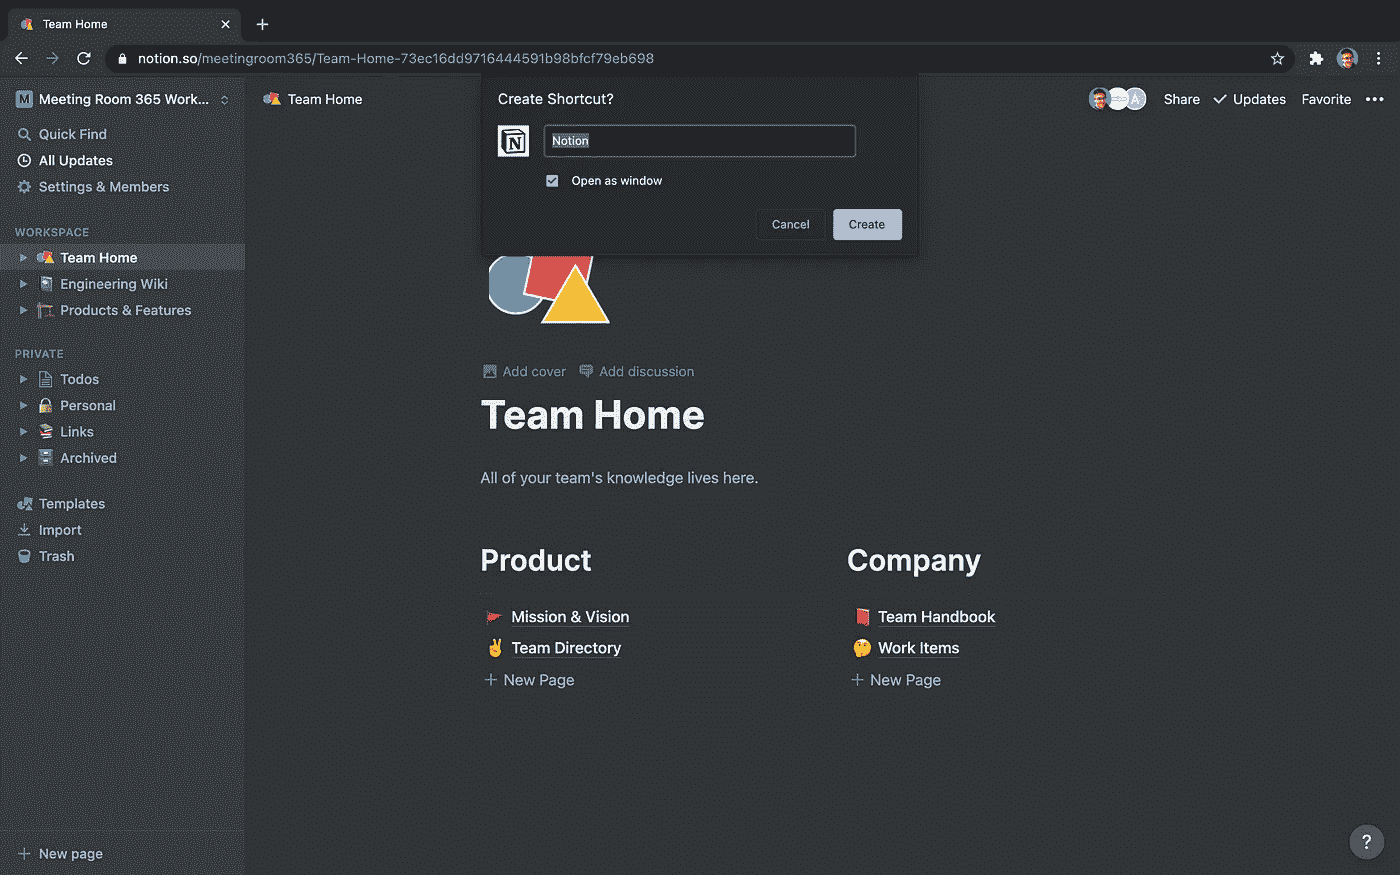 Team Home
notion.so/meetingroom365/Team-Home-73ec16dd9716444591b98bfcf79eb698
M Meeting Room 365 Work...
Quick Find
All Updates
Settings & Members
WORKSPACE
Team Home
Engineering Wiki
Products & Features
PRIVATE
Todos
Personal
Links
Archived
Templates
Import
Trash
New page
Team Home
A
Share
Updates
Favorite
Create Shortcut?
N
Notion
Open as window
Cancel
Create
Add cover
Add discussion
Team Home
All of your team's knowledge lives here.
Product
Mission & Vision
Team Directory
New Page
Company
Team Handbook
Work Items
New Page
?